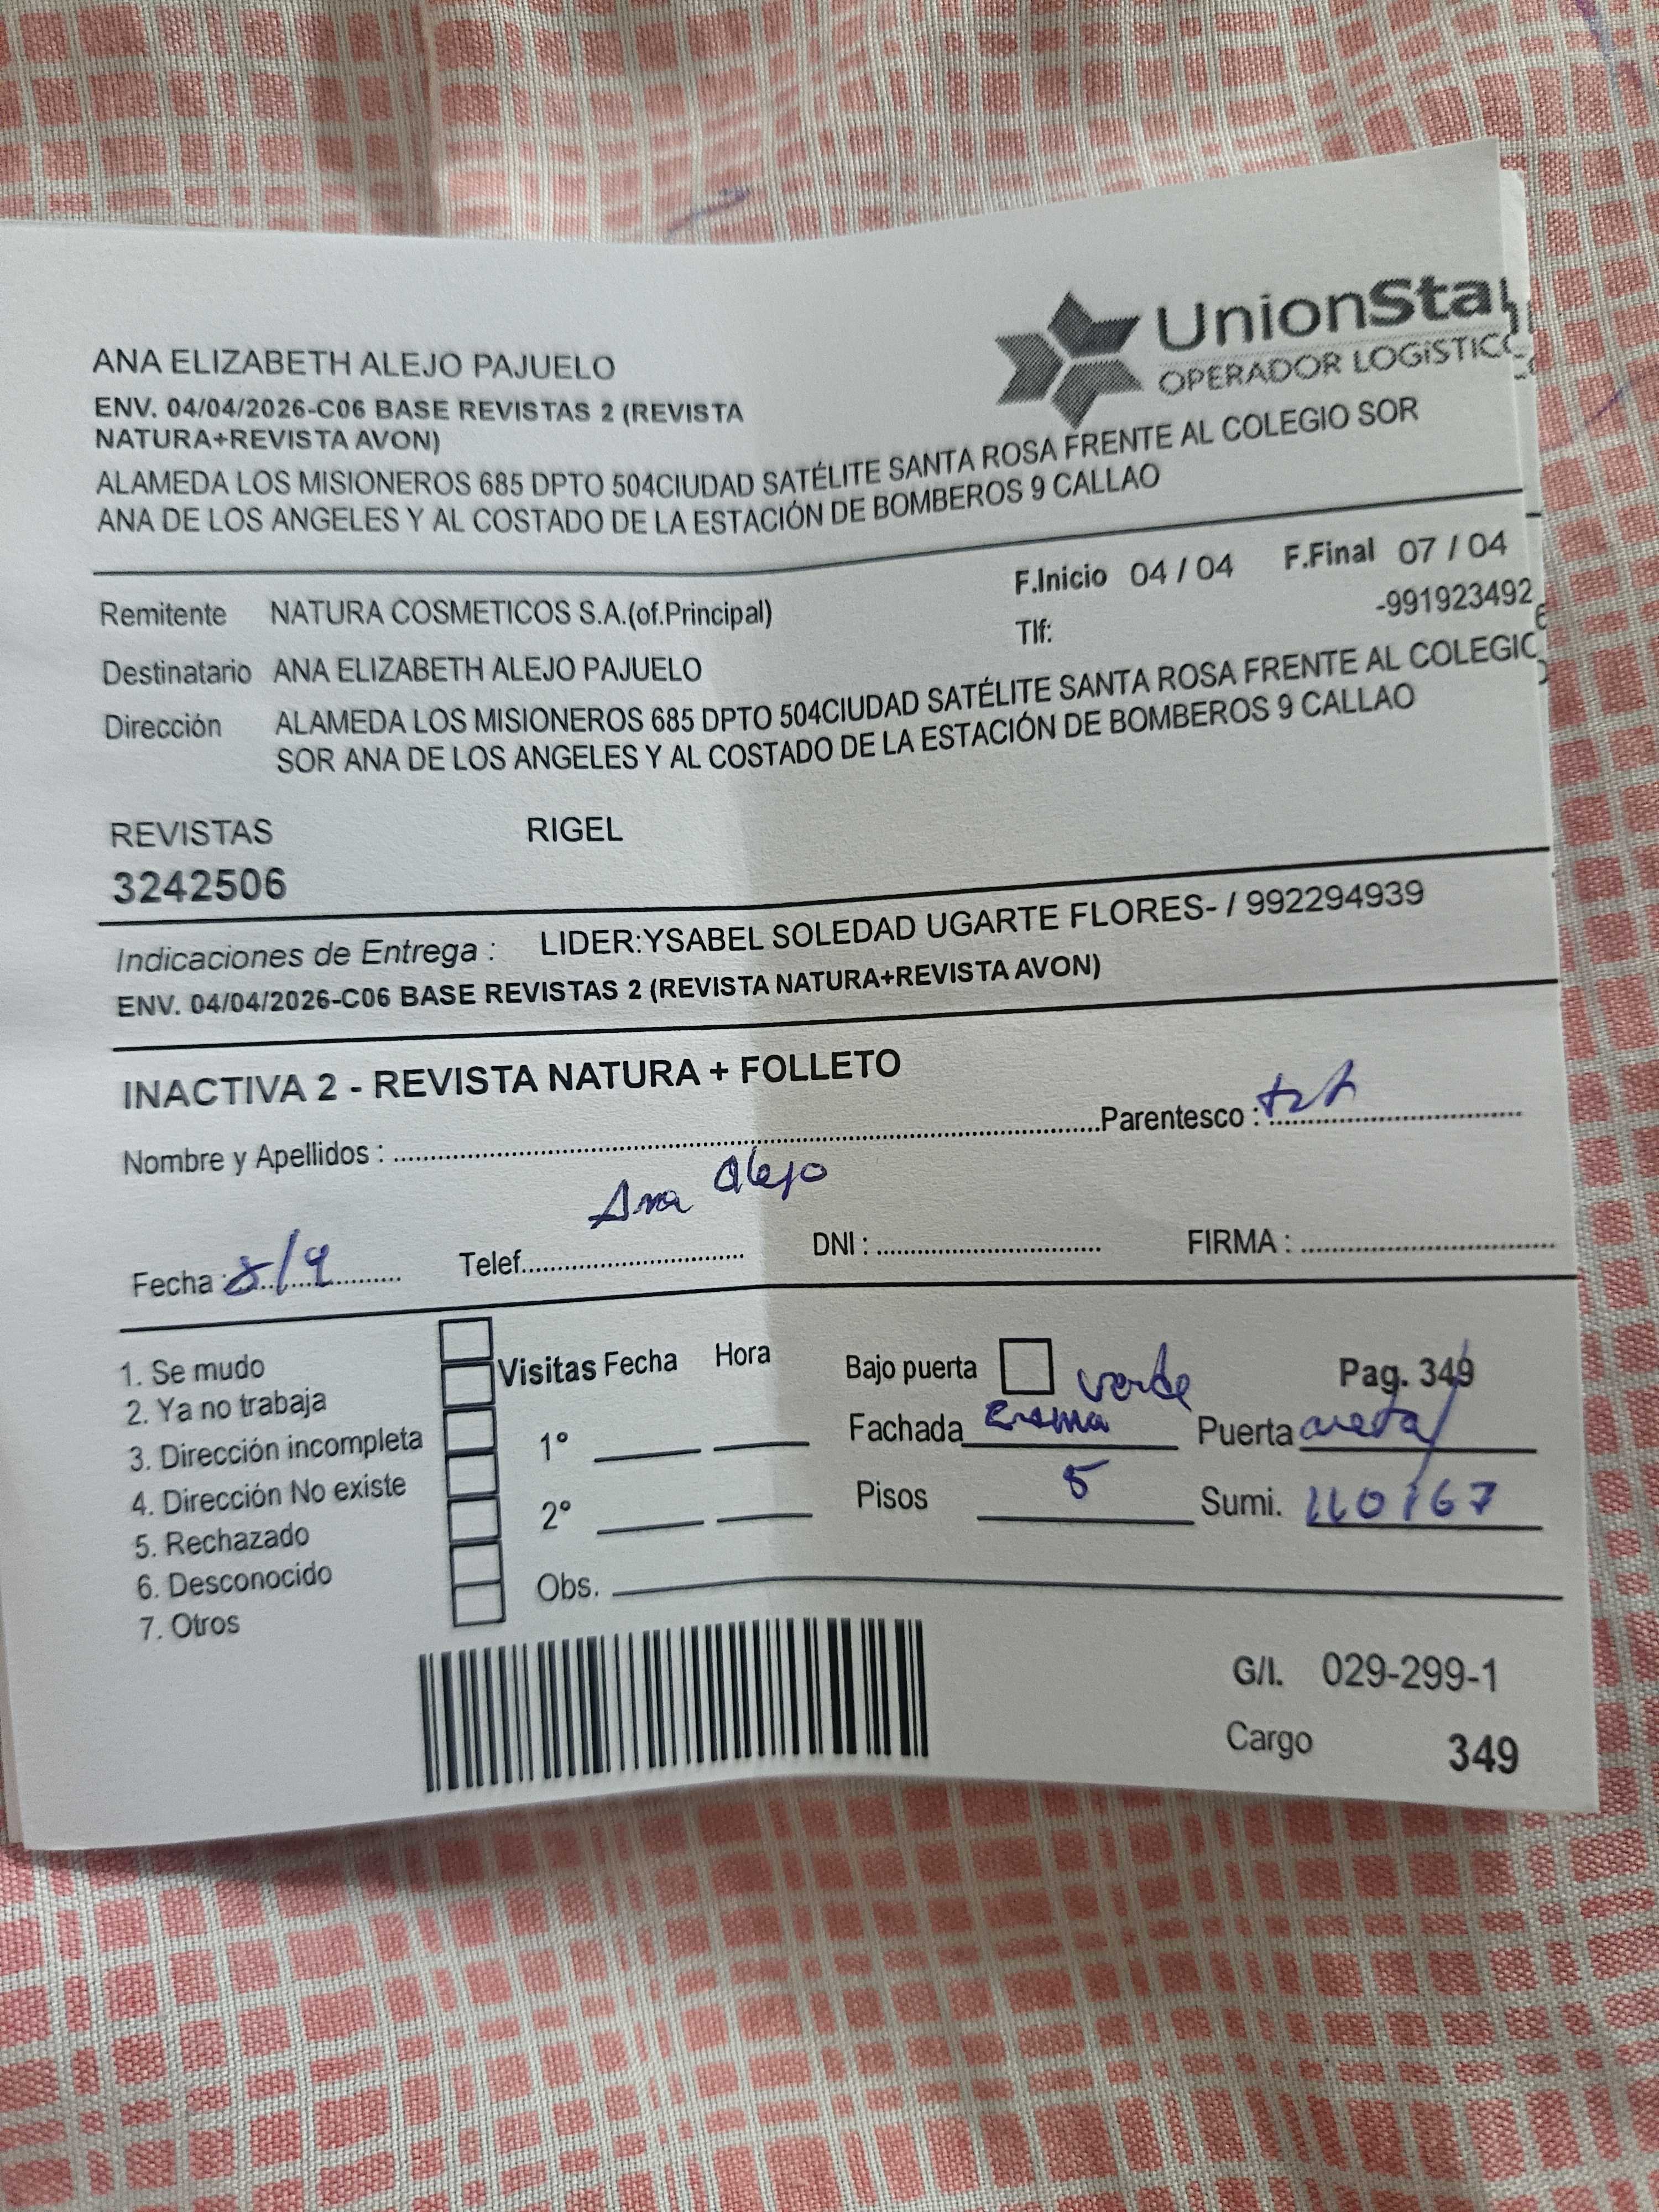 UnionSta
OPERADOR LOGÍSTICO
ANA ELIZABETH ALEJO PAJUELO
ENV. 04/04/2026-C06 BASE REVISTAS 2 (REVISTA
NATURA+REVISTA AVON)
ALAMEDA LOS MISIONEROS 685 DPTO 504CIUDAD SATÉLITE SANTA ROSA FRENTE AL COLEGIO SOR
ANA DE LOS ANGELES Y AL COSTADO DE LA ESTACIÓN DE BOMBEROS 9 CALLAO
F.Inicio 04 / 04 F.Final 07 / 04
Remitente NATURA COSMETICOS S.A.(of.Principal)
Tlf: -991923492
Destinatario ANA ELIZABETH ALEJO PAJUELO
Dirección ALAMEDA LOS MISIONEROS 685 DPTO 504CIUDAD SATÉLITE SANTA ROSA FRENTE AL COLEGIO
SOR ANA DE LOS ANGELES Y AL COSTADO DE LA ESTACIÓN DE BOMBEROS 9 CALLAO
REVISTAS RIGEL
3242506
Indicaciones de Entrega : LIDER:YSABEL SOLEDAD UGARTE FLORES- / 992294939
ENV. 04/04/2026-C06 BASE REVISTAS 2 (REVISTA NATURA+REVISTA AVON)
INACTIVA 2 - REVISTA NATURA + FOLLETO
Nombre y Apellidos : Parentesco :
Ana Alejo
Fecha : Telef. DNI : FIRMA :
1. Se mudo
2. Ya no trabaja
3. Dirección incompleta
4. Dirección No existe
5. Rechazado
6. Desconocido
7. Otros
Visitas Fecha Hora
1°
2°
Obs.
Bajo puerta verde Pag. 349
Fachada crema Puerta
Pisos 5 Sumi.
G/I. 029-299-1
Cargo 349